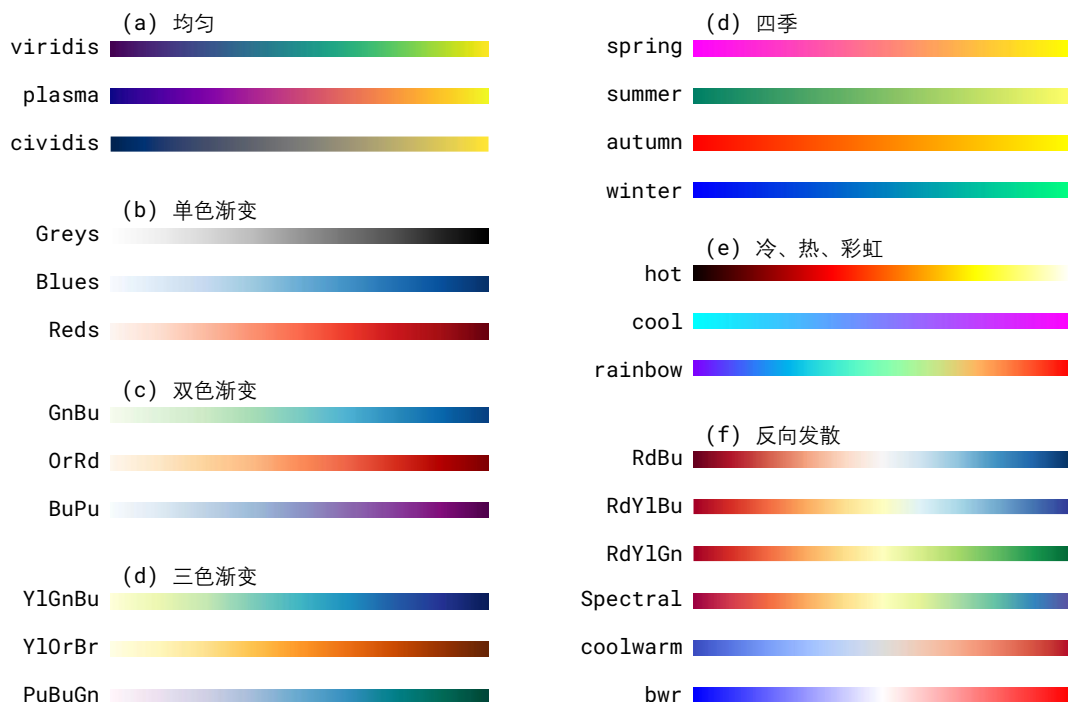 (a) 均匀
viridis
plasma
cividis
(b) 单色渐变
Greys
Blues
Reds
(c) 双色渐变
GnBu
OrRd
BuPu
(d) 三色渐变
YlGnBu
YlOrBr
PuBuGn
(d) 四季
spring
summer
autumn
winter
(e) 冷、热、彩虹
hot
cool
rainbow
(f) 反向发散
RdBu
RdYlBu
RdYlGn
Spectral
coolwarm
bwr